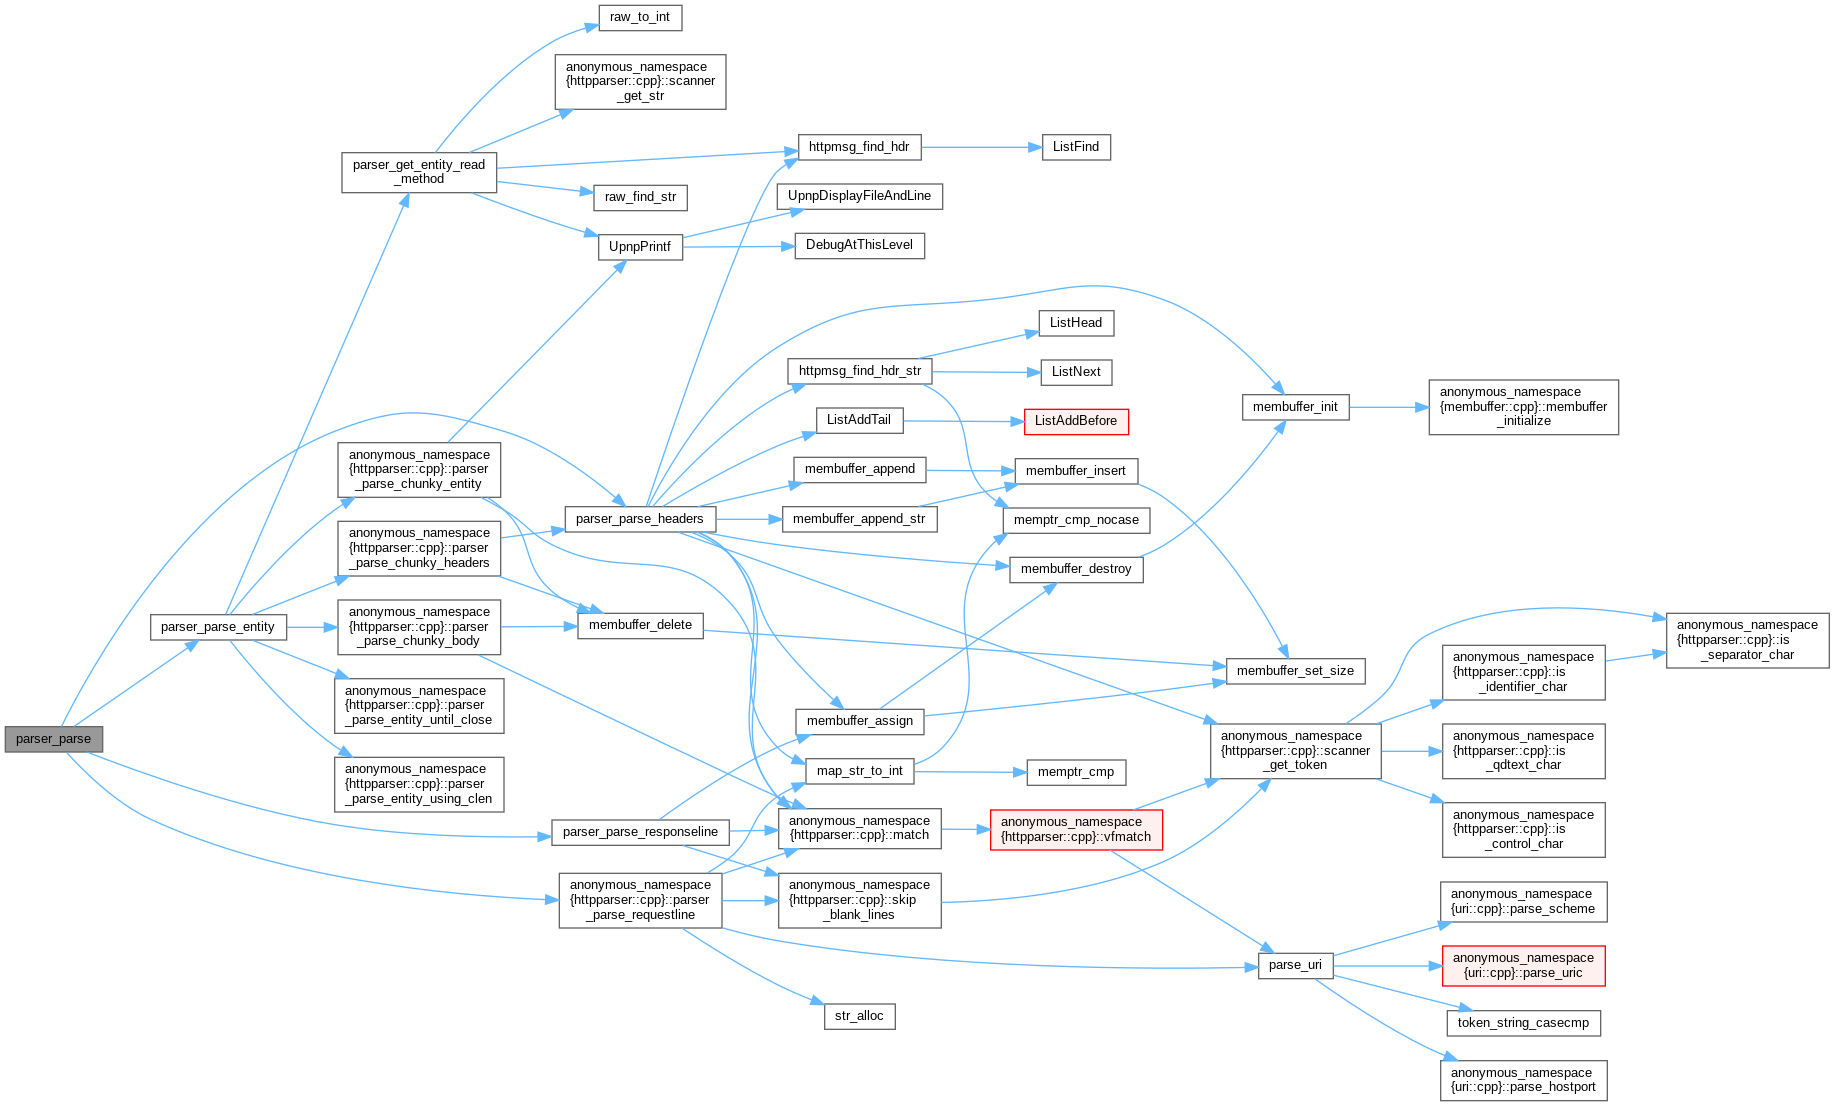 parser_parse
parser_parse_entity
parser_get_entity_read
_method
anonymous_namespace
{httpparser::cpp}::parser
_parse_chunky_entity
anonymous_namespace
{httpparser::cpp}::parser
_parse_chunky_headers
anonymous_namespace
{httpparser::cpp}::parser
_parse_chunky_body
anonymous_namespace
{httpparser::cpp}::parser
_parse_entity_until_close
anonymous_namespace
{httpparser::cpp}::parser
_parse_entity_using_clen
raw_to_int
anonymous_namespace
{httpparser::cpp}::scanner
_get_str
raw_find_str
UpnpPrintf
parser_parse_headers
membuffer_delete
parser_parse_responseline
anonymous_namespace
{httpparser::cpp}::parser
_parse_requestline
httpmsg_find_hdr
UpnpDisplayFileAndLine
DebugAtThisLevel
httpmsg_find_hdr_str
ListAddTail
membuffer_append
membuffer_append_str
membuffer_assign
map_str_to_int
anonymous_namespace
{httpparser::cpp}::match
anonymous_namespace
{httpparser::cpp}::skip
_blank_lines
str_alloc
ListFind
ListHead
ListNext
ListAddBefore
membuffer_insert
memptr_cmp_nocase
membuffer_destroy
memptr_cmp
anonymous_namespace
{httpparser::cpp}::vfmatch
membuffer_init
membuffer_set_size
anonymous_namespace
{httpparser::cpp}::scanner
_get_token
parse_uri
anonymous_namespace
{membuffer::cpp}::membuffer
_initialize
anonymous_namespace
{httpparser::cpp}::is
_identifier_char
anonymous_namespace
{httpparser::cpp}::is
_qdtext_char
anonymous_namespace
{httpparser::cpp}::is
_control_char
anonymous_namespace
{uri::cpp}::parse_scheme
anonymous_namespace
{uri::cpp}::parse_uric
token_string_casecmp
anonymous_namespace
{uri::cpp}::parse_hostport
anonymous_namespace
{httpparser::cpp}::is
_separator_char